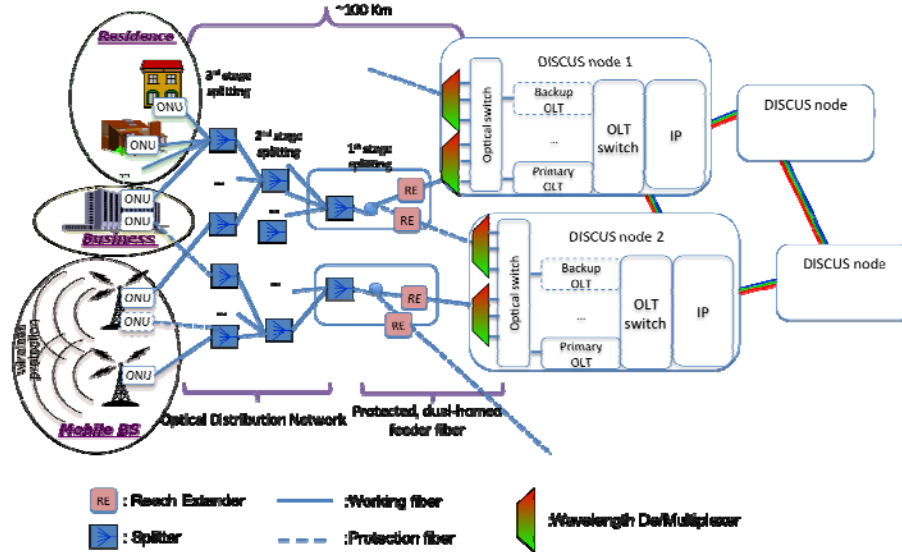 ~100 Km
Residence
3rd stage
splitting
ONU
ONU
2nd stage
splitting
1st stage
splitting
...
ONU
ONU
Business
...
...
...
...
...
ONU
ONU
ONU
wireless
protection
Mobile BS
RE
RE
RE
RE
DISCUS node 1
Optical switch
Backup
OLT
...
Primary
OLT
OLT
switch
IP
DISCUS node 2
Optical switch
Backup
OLT
...
Primary
OLT
OLT
switch
IP
DISCUS node
DISCUS node
Optical Distribution Network
Protected, dual-homed
feeder fiber
RE
: Reach Extender
:Working fiber
:Wavelength De/Multiplexer
: Splitter
:Protection fiber